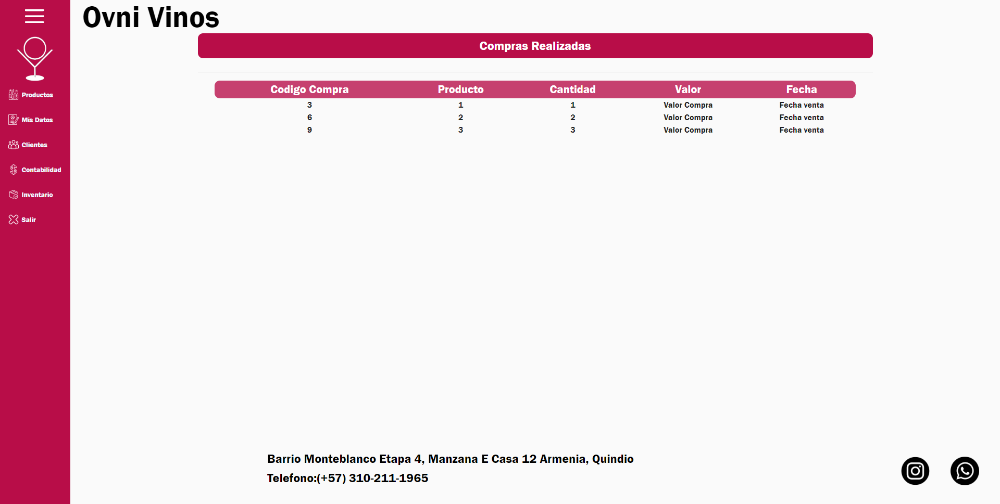 Ovni Vinos
Compras Realizadas
Productos
Mis Datos
Clientes
Contabilidad
Inventario
Salir
Codigo Compra Producto Cantidad Valor Fecha
3 1 1 Valor Compra Fecha venta
6 2 2 Valor Compra Fecha venta
9 3 3 Valor Compra Fecha venta
Barrio Monteblanco Etapa 4, Manzana E Casa 12 Armenia, Quindio
Telefono:(+57) 310-211-1965